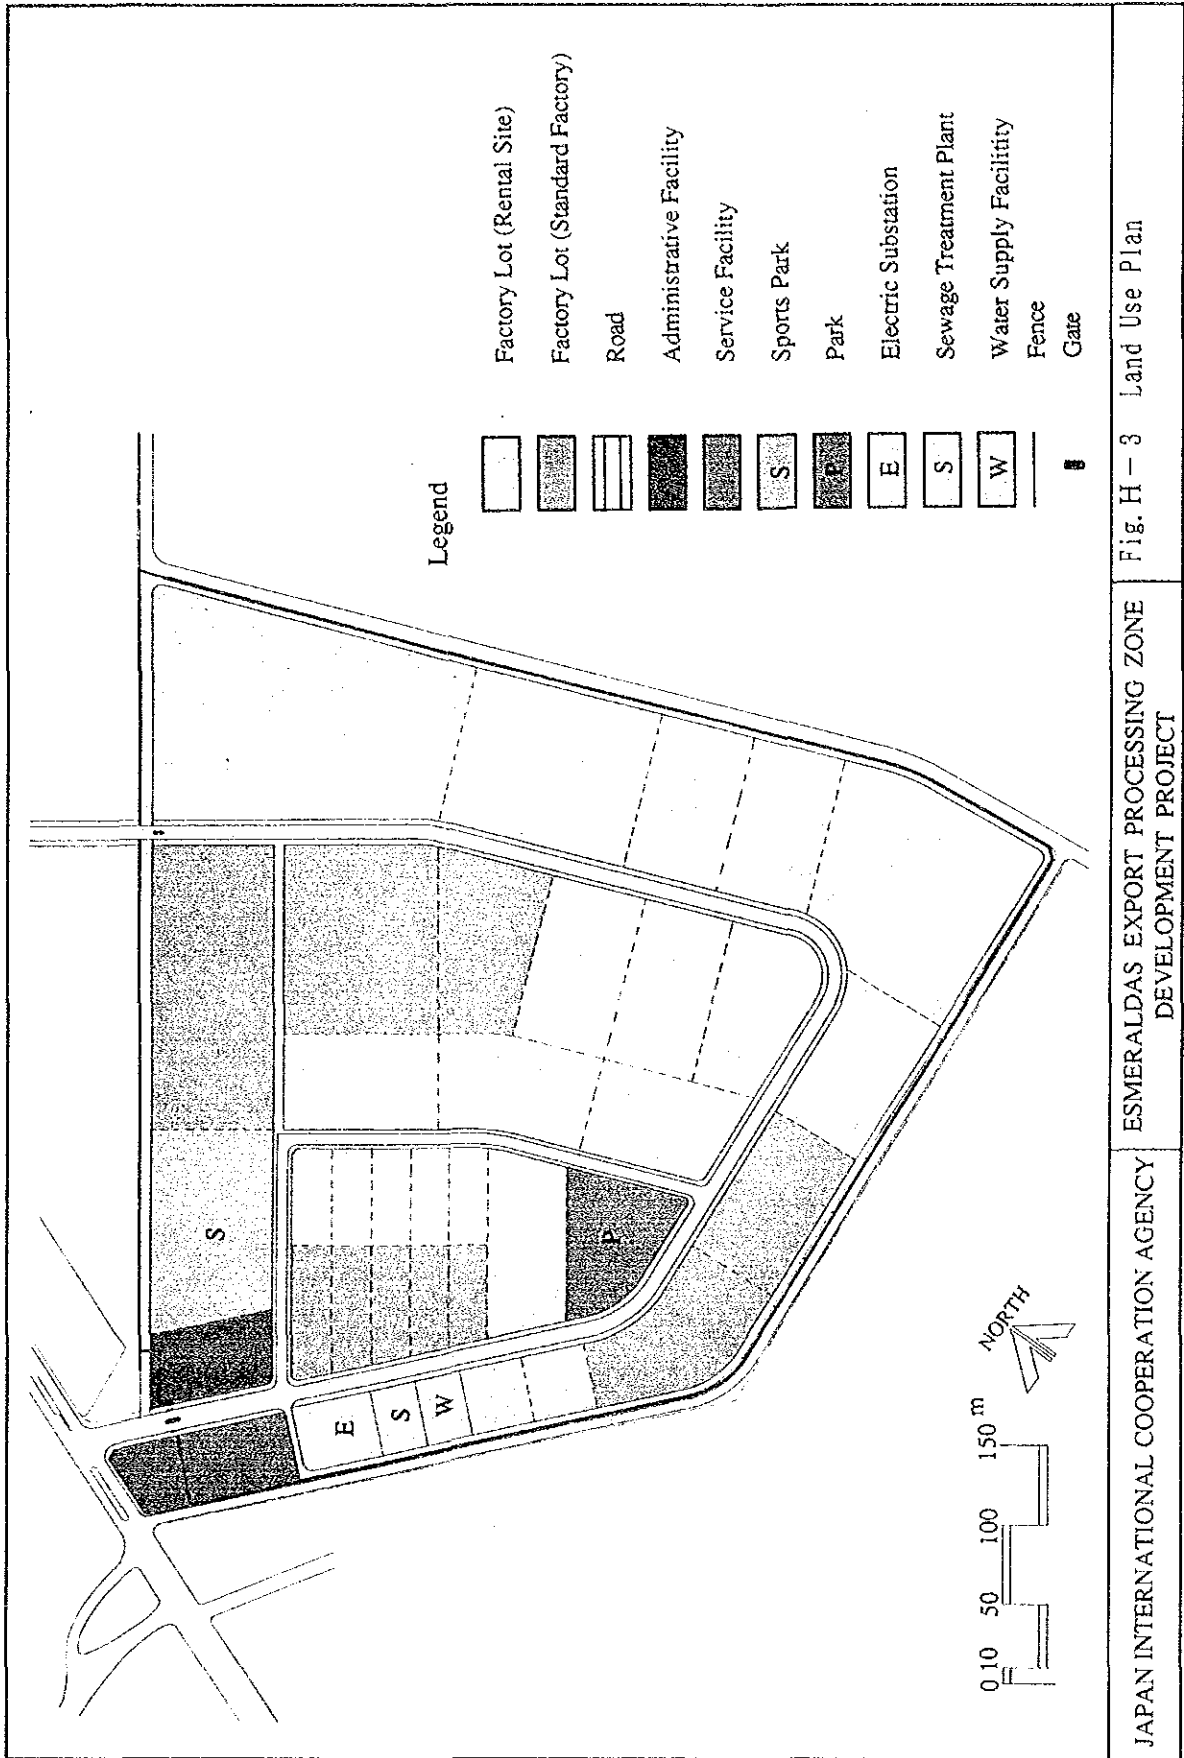 S
P
E
S
W
NORTH
0 10 50 100 150 m
Legend
Factory Lot (Rental Site)
Factory Lot (Standard Factory)
Road
Administrative Facility
Service Facility
S Sports Park
P Park
E Electric Substation
S Sewage Treatment Plant
W Water Supply Facilitity
Fence
Gate
JAPAN INTERNATIONAL COOPERATION AGENCY
ESMERALDAS EXPORT PROCESSING ZONE
DEVELOPMENT PROJECT
Fig. H - 3 Land Use Plan